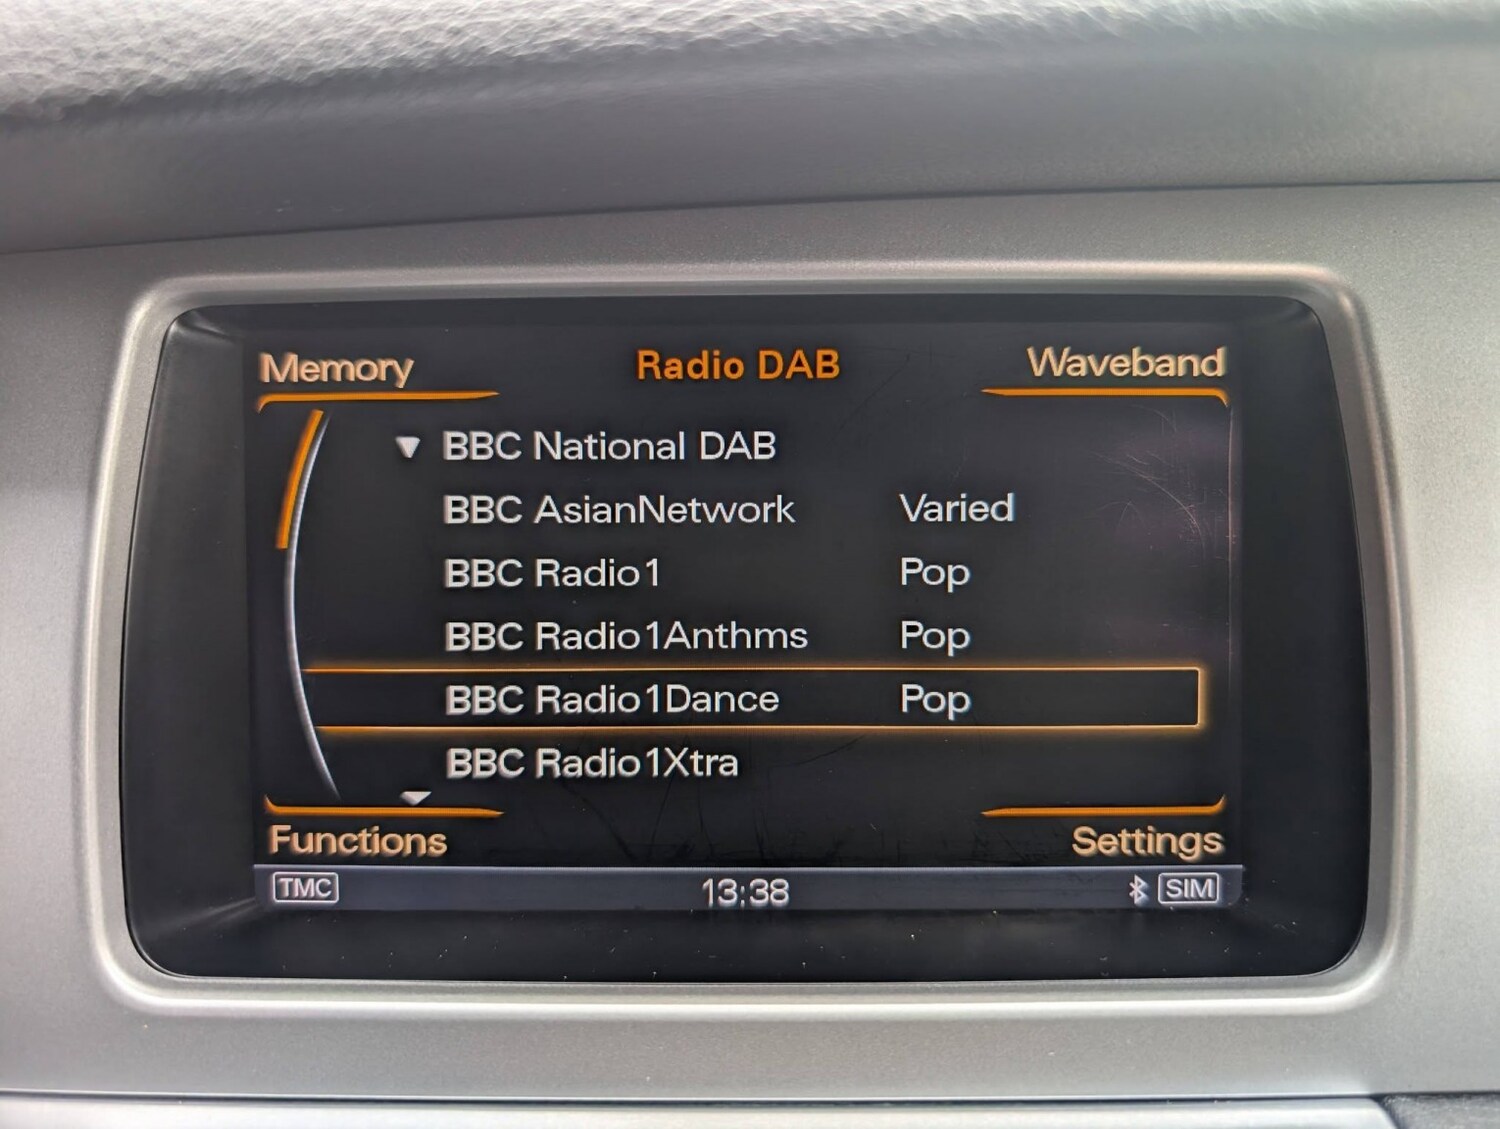 Memory Radio DAB Waveband
BBC National DAB
BBC AsianNetwork Varied
BBC Radio1 Pop
BBC Radio1Anthms Pop
BBC Radio1Dance Pop
BBC Radio1Xtra
Functions Settings
TMC 13:38 SIM